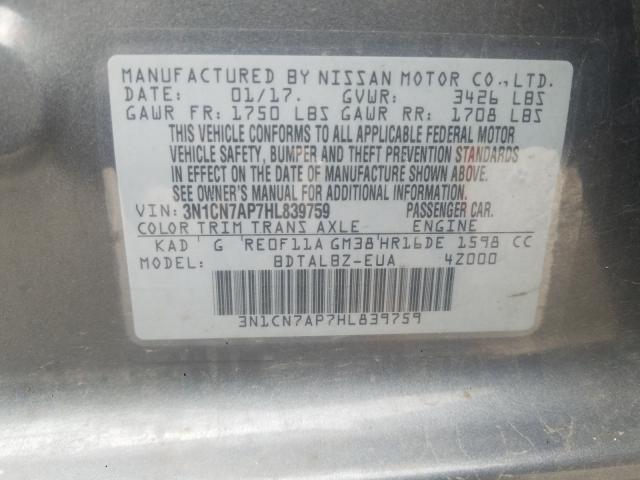 MANUFACTURED BY NISSAN MOTOR CO.,LTD.
DATE: 01/17. GVWR: 3426 LBS
GAWR FR: 1750 LBS GAWR RR: 1708 LBS
THIS VEHICLE CONFORMS TO ALL APPLICABLE FEDERAL MOTOR
VEHICLE SAFETY, BUMPER AND THEFT PREVENTION STANDARDS
IN EFFECT ON THE DATE OF MANUFACTURE SHOWN ABOVE.
SEE OWNER'S MANUAL FOR ADDITIONAL INFORMATION.
VIN: 3N1CN7AP7HL839759 PASSENGER CAR.
COLOR TRIM TRANS AXLE ENGINE
KAD G RE0F11A GM38 HR16DE 1598 CC
MODEL: BDTALBZ-EUA 4Z000
3N1CN7AP7HL839759